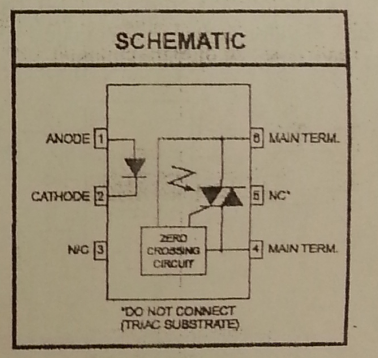 SCHEMATIC
ANODE 1
6 MAIN TERM.
CATHODE 2
5 NC*
N/C 3
4 MAIN TERM.
ZERO
CROSSING
CIRCUIT
*DO NOT CONNECT
(TRIAC SUBSTRATE)